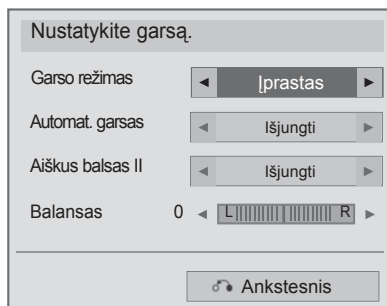 Nustatykite garsą.
Garso režimas ◄ Įprastas ►
Automat. garsas ◄ Išjungti ►
Aiškus balsas II ◄ Išjungti ►
Balansas 0 ◄ L R ►
Ankstesnis